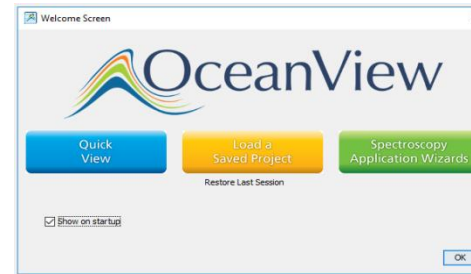 Welcome Screen
OceanView
Quick
View
Load a
Saved Project
Spectroscopy
Application Wizards
Restore Last Session
Show on startup
OK